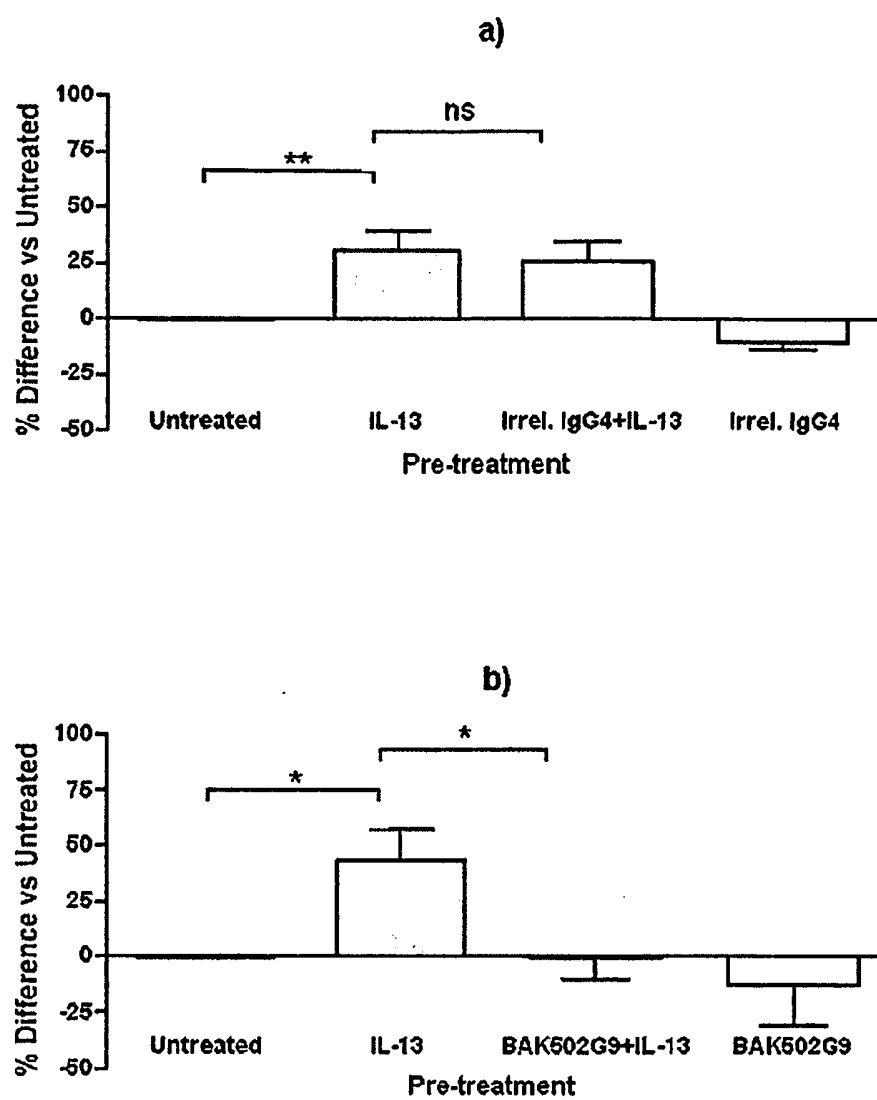 a)
% Difference vs Untreated
100
75
50
25
0
-25
-50
**
ns
Untreated IL-13 Irrel. IgG4+IL-13 Irrel. IgG4
Pre-treatment
b)
% Difference vs Untreated
100
75
50
25
0
-25
-50
*
*
Untreated IL-13 BAK502G9+IL-13 BAK502G9
Pre-treatment